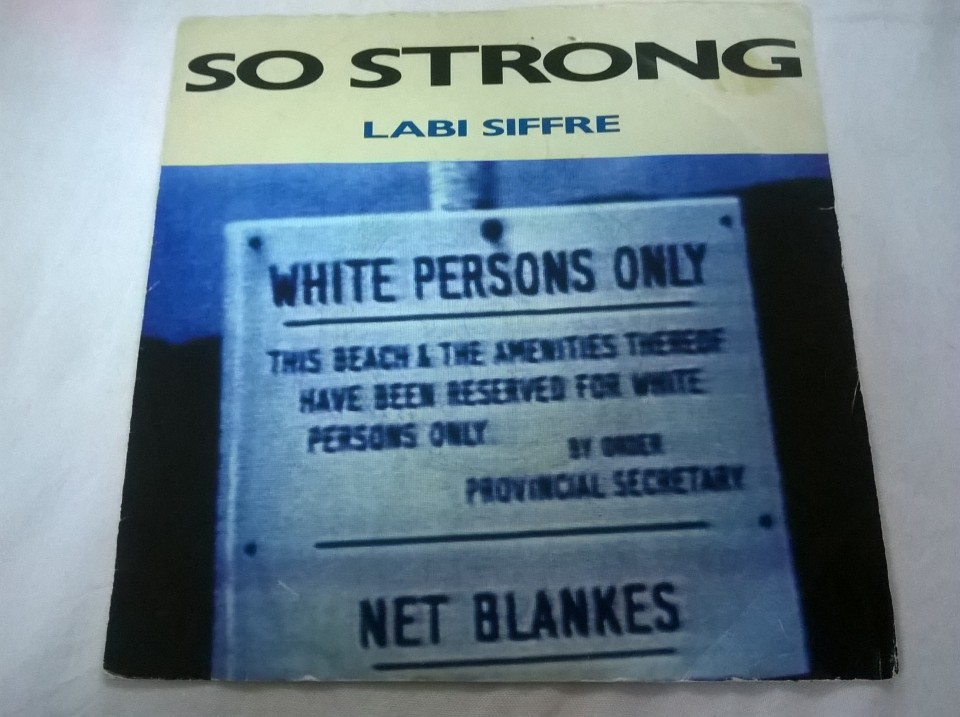 SO STRONG
LABI SIFFRE
WHITE PERSONS ONLY
THIS BEACH & THE AMENITIES THEREOF
HAVE BEEN RESERVED FOR WHITE
PERSONS ONLY
BY ORDER
PROVINCIAL SECRETARY
NET BLANKES